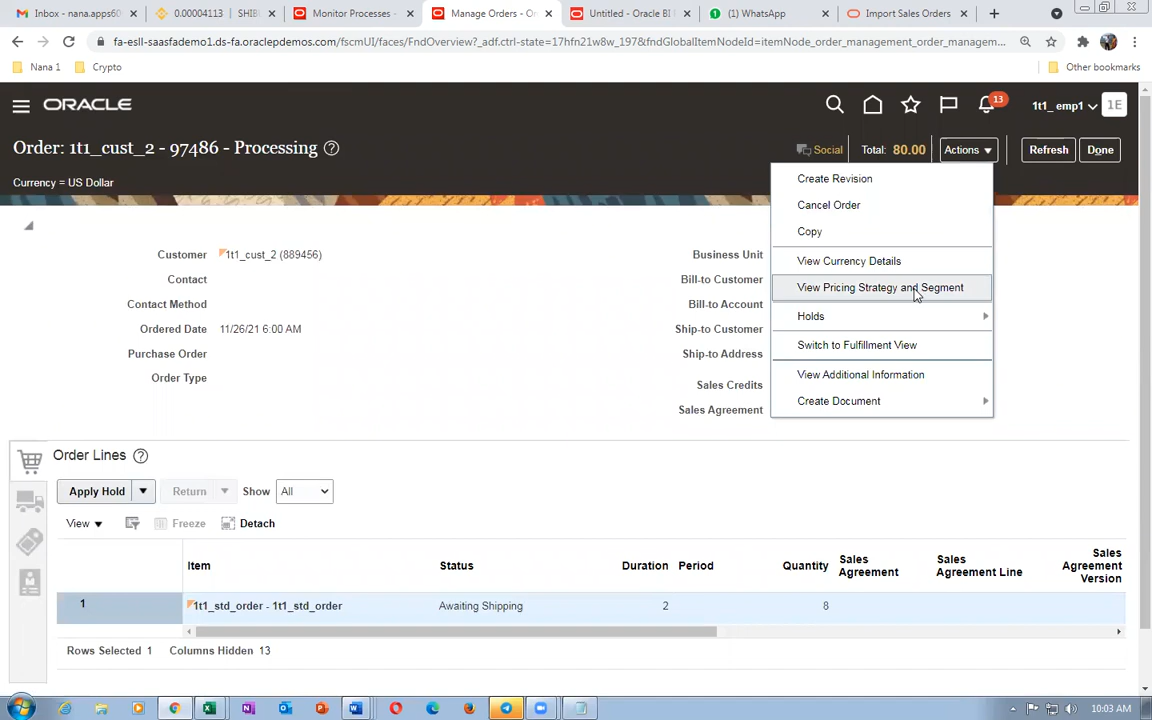 Inbox - nana.apps60
0.00004113 | SHIB
Monitor Processes -
Manage Orders - Or
Untitled - Oracle BI
(1) WhatsApp
Import Sales Orders
fa-esll-saasfademo1.ds-fa.oraclepdemos.com/fscmUI/faces/FndOverview?_adf.ctrl-state=17hfn21w8w_197&fndGlobalItemNodeId=itemNode_order_management_order_managem...
Nana 1
Crypto
Other bookmarks
ORACLE
13
1t1_ emp1
1E
Order: 1t1_cust_2 - 97486 - Processing
Social
Total: 80.00
Actions
Refresh
Done
Currency = US Dollar
Create Revision
Cancel Order
Copy
View Currency Details
View Pricing Strategy and Segment
Holds
Switch to Fulfillment View
View Additional Information
Create Document
Customer 1t1_cust_2 (889456)
Contact
Contact Method
Ordered Date 11/26/21 6:00 AM
Purchase Order
Order Type
Business Unit
Bill-to Customer
Bill-to Account
Ship-to Customer
Ship-to Address
Sales Credits
Sales Agreement
Order Lines
Apply Hold
Return
Show
All
View
Freeze
Detach
Item
Status
Duration
Period
Quantity
Sales Agreement
Sales Agreement Line
Sales Agreement Version
1
1t1_std_order - 1t1_std_order
Awaiting Shipping
2
8
Rows Selected 1
Columns Hidden 13
10:03 AM